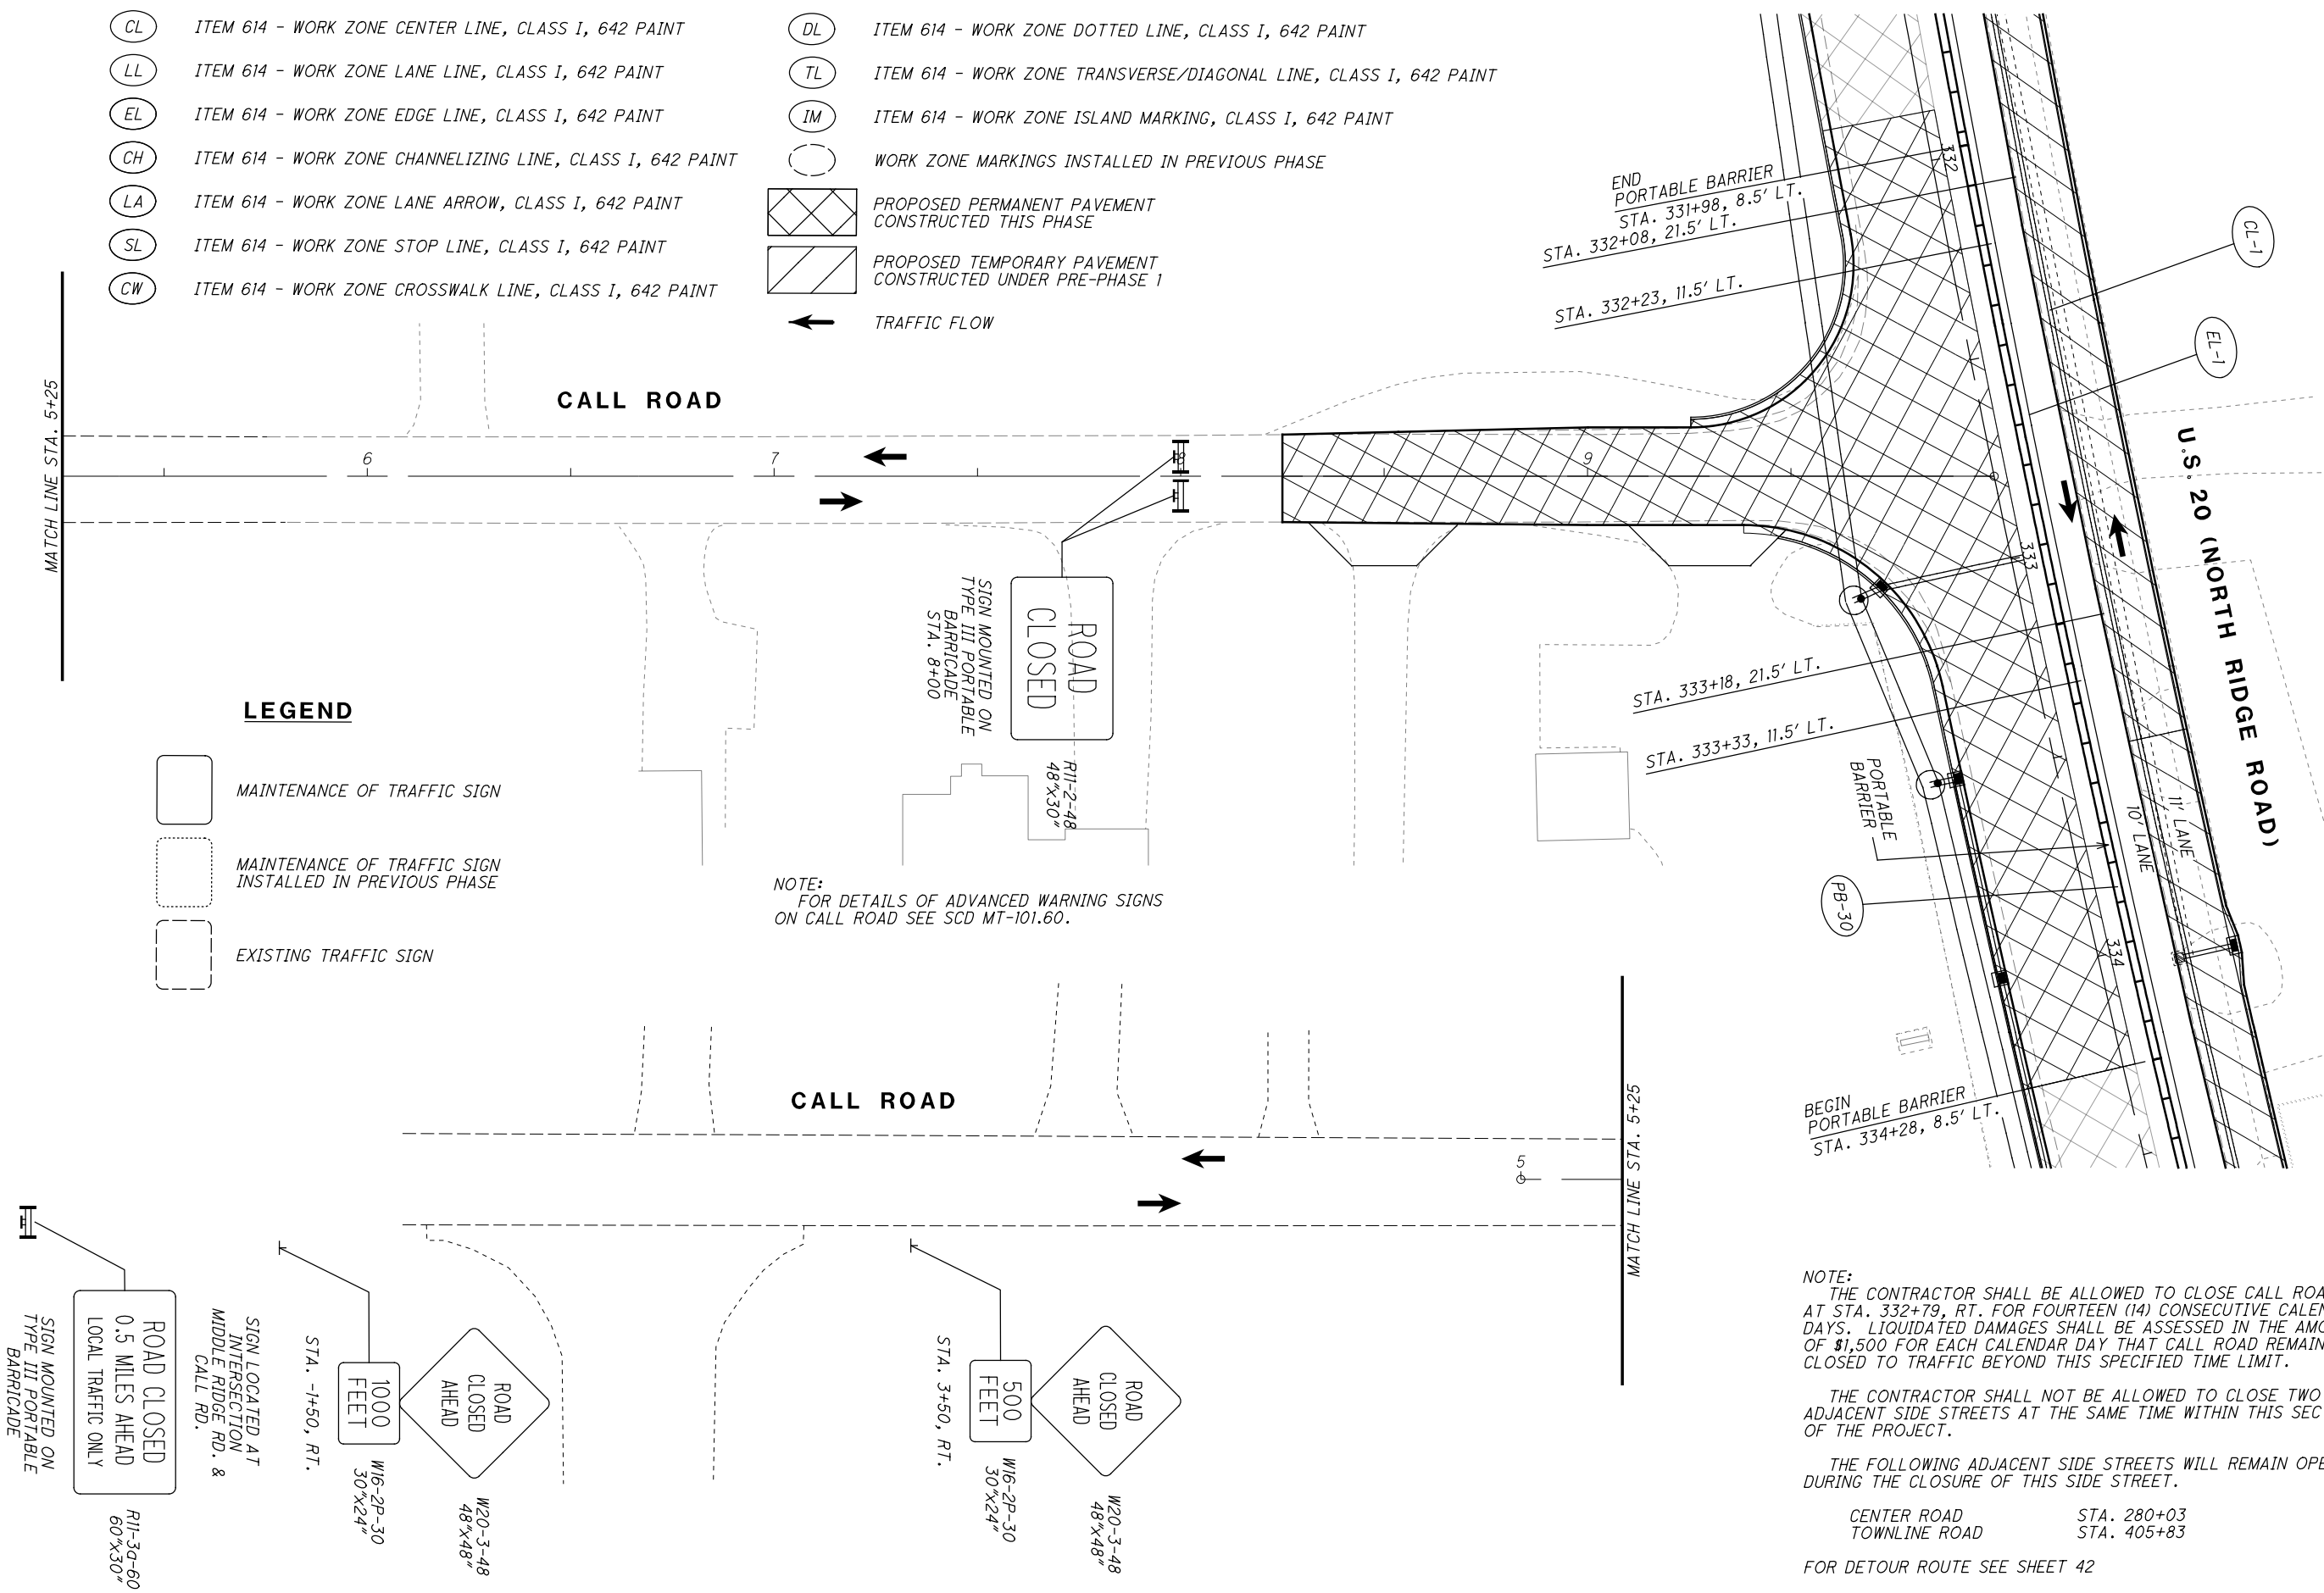 CL ITEM 614 - WORK ZONE CENTER LINE, CLASS I, 642 PAINT
LL ITEM 614 - WORK ZONE LANE LINE, CLASS I, 642 PAINT
EL ITEM 614 - WORK ZONE EDGE LINE, CLASS I, 642 PAINT
CH ITEM 614 - WORK ZONE CHANNELIZING LINE, CLASS I, 642 PAINT
LA ITEM 614 - WORK ZONE LANE ARROW, CLASS I, 642 PAINT
SL ITEM 614 - WORK ZONE STOP LINE, CLASS I, 642 PAINT
CW ITEM 614 - WORK ZONE CROSSWALK LINE, CLASS I, 642 PAINT
DL ITEM 614 - WORK ZONE DOTTED LINE, CLASS I, 642 PAINT
TL ITEM 614 - WORK ZONE TRANSVERSE/DIAGONAL LINE, CLASS I, 642 PAINT
IM ITEM 614 - WORK ZONE ISLAND MARKING, CLASS I, 642 PAINT
WORK ZONE MARKINGS INSTALLED IN PREVIOUS PHASE
PROPOSED PERMANENT PAVEMENT
CONSTRUCTED THIS PHASE
PROPOSED TEMPORARY PAVEMENT
CONSTRUCTED UNDER PRE-PHASE 1
TRAFFIC FLOW
END
PORTABLE BARRIER
STA. 331+98, 8.5' LT.
STA. 332+08, 21.5' LT.
STA. 332+23, 11.5' LT.
332
CL-1
EL-1
U.S. 20 (NORTH RIDGE ROAD)
MATCH LINE STA. 5+25
CALL ROAD
6
7
8
9
333
SIGN MOUNTED ON
TYPE III PORTABLE
BARRICADE
STA. 8+00
ROAD
CLOSED
R11-2-48
48"x30"
STA. 333+18, 21.5' LT.
STA. 333+33, 11.5' LT.
PORTABLE
BARRIER
PB-30
10' LANE
11' LANE
334
LEGEND
MAINTENANCE OF TRAFFIC SIGN
MAINTENANCE OF TRAFFIC SIGN
INSTALLED IN PREVIOUS PHASE
EXISTING TRAFFIC SIGN
NOTE:
FOR DETAILS OF ADVANCED WARNING SIGNS
ON CALL ROAD SEE SCD MT-101.60.
BEGIN
PORTABLE BARRIER
STA. 334+28, 8.5' LT.
CALL ROAD
5
MATCH LINE STA. 5+25
SIGN MOUNTED ON
TYPE III PORTABLE
BARRICADE
ROAD CLOSED
0.5 MILES AHEAD
LOCAL TRAFFIC ONLY
R11-3a-60
60"x30"
SIGN LOCATED AT
INTERSECTION
MIDDLE RIDGE RD. &
CALL RD.
STA. -1+50, RT.
1000
FEET
W16-2P-30
30"x24"
ROAD
CLOSED
AHEAD
W20-3-48
48"x48"
STA. 3+50, RT.
500
FEET
W16-2P-30
30"x24"
ROAD
CLOSED
AHEAD
W20-3-48
48"x48"
NOTE:
THE CONTRACTOR SHALL BE ALLOWED TO CLOSE CALL ROA
AT STA. 332+79, RT. FOR FOURTEEN (14) CONSECUTIVE CALEN
DAYS. LIQUIDATED DAMAGES SHALL BE ASSESSED IN THE AMO
OF $1,500 FOR EACH CALENDAR DAY THAT CALL ROAD REMAIN
CLOSED TO TRAFFIC BEYOND THIS SPECIFIED TIME LIMIT.
THE CONTRACTOR SHALL NOT BE ALLOWED TO CLOSE TWO
ADJACENT SIDE STREETS AT THE SAME TIME WITHIN THIS SEC
OF THE PROJECT.
THE FOLLOWING ADJACENT SIDE STREETS WILL REMAIN OPE
DURING THE CLOSURE OF THIS SIDE STREET.
CENTER ROAD STA. 280+03
TOWNLINE ROAD STA. 405+83
FOR DETOUR ROUTE SEE SHEET 42